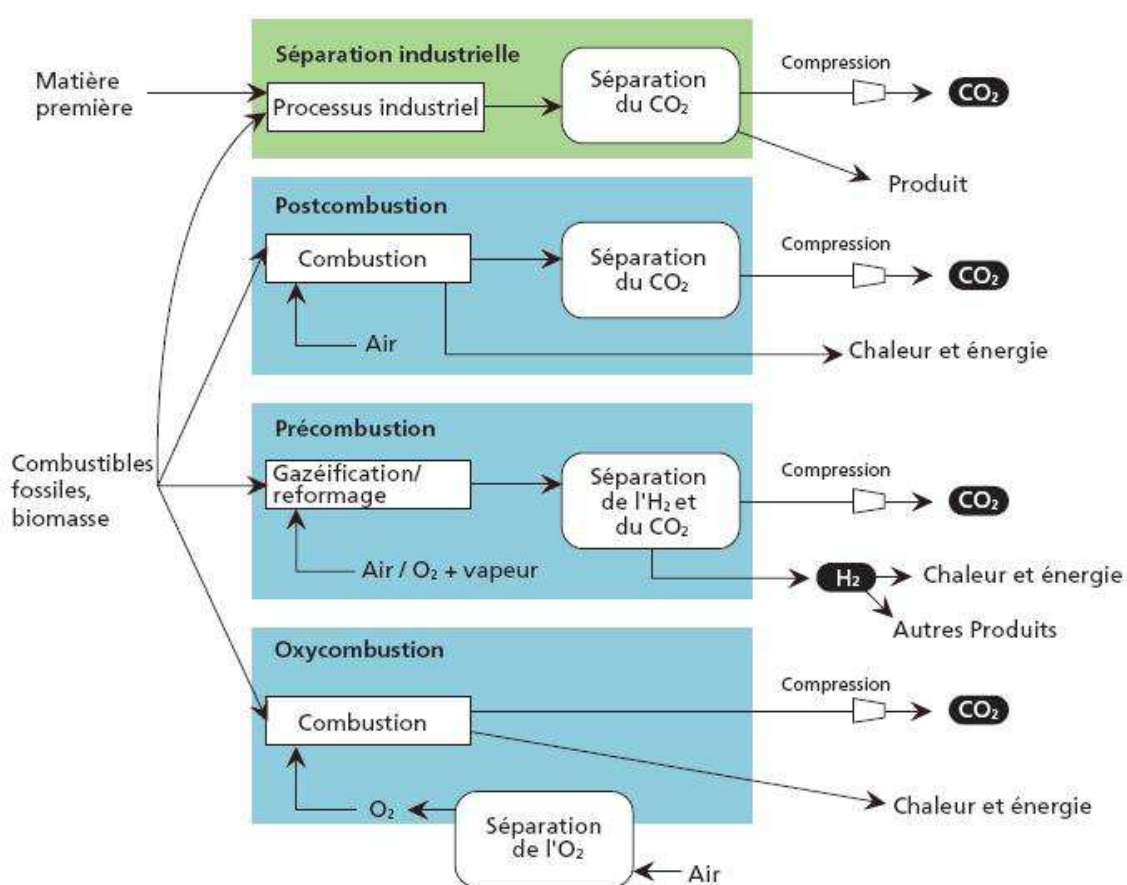 Séparation industrielle
Matière
première
Processus industriel
Séparation
du CO₂
Compression
CO₂
Produit
Postcombustion
Combustion
Séparation
du CO₂
Compression
CO₂
Air
Chaleur et énergie
Précombustion
Combustibles
fossiles,
biomasse
Gazéification/
reformage
Séparation
de l'H₂ et
du CO₂
Compression
CO₂
Air / O₂ + vapeur
H₂
Chaleur et énergie
Autres Produits
Oxycombustion
Combustion
Compression
CO₂
O₂
Séparation
de l'O₂
Air
Chaleur et énergie